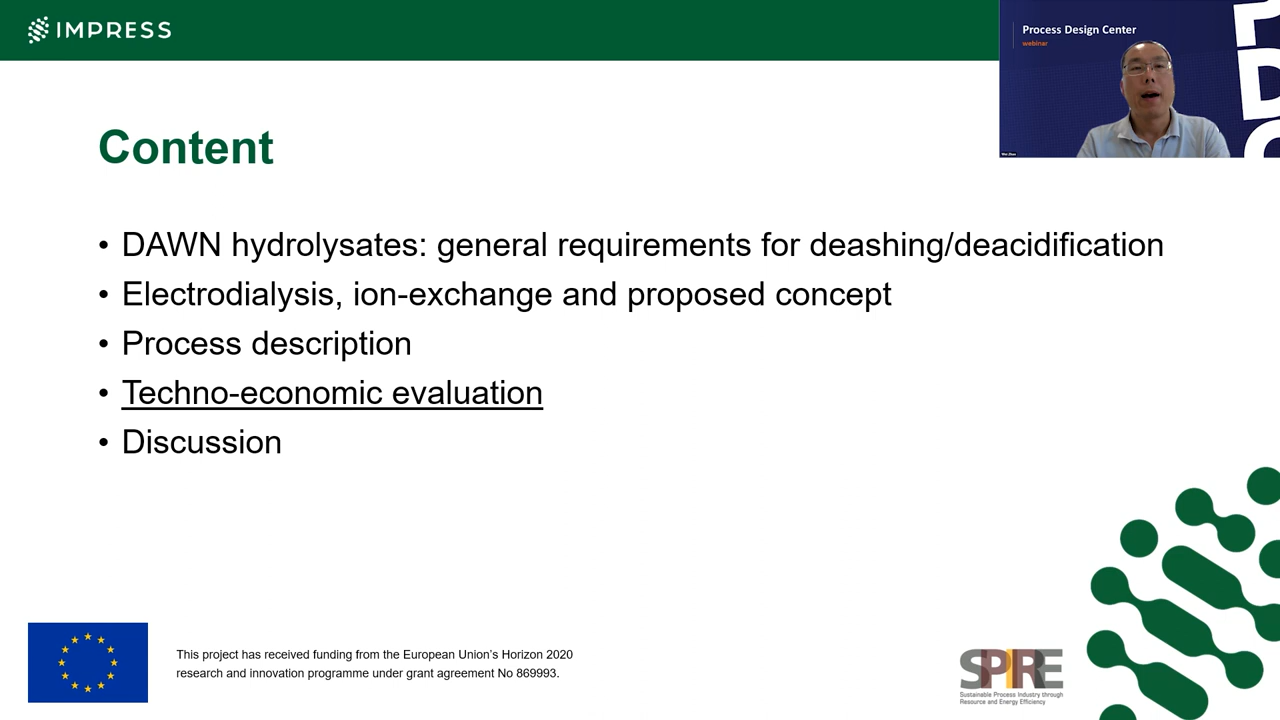 IMPRESS
Process Design Center
webinar
Content
• DAWN hydrolysates: general requirements for deashing/deacidification
• Electrodialysis, ion-exchange and proposed concept
• Process description
• Techno-economic evaluation
• Discussion
This project has received funding from the European Union's Horizon 2020
research and innovation programme under grant agreement No 869993.
SPIRE
Sustainable Process Industry through
Resource and Energy Efficiency